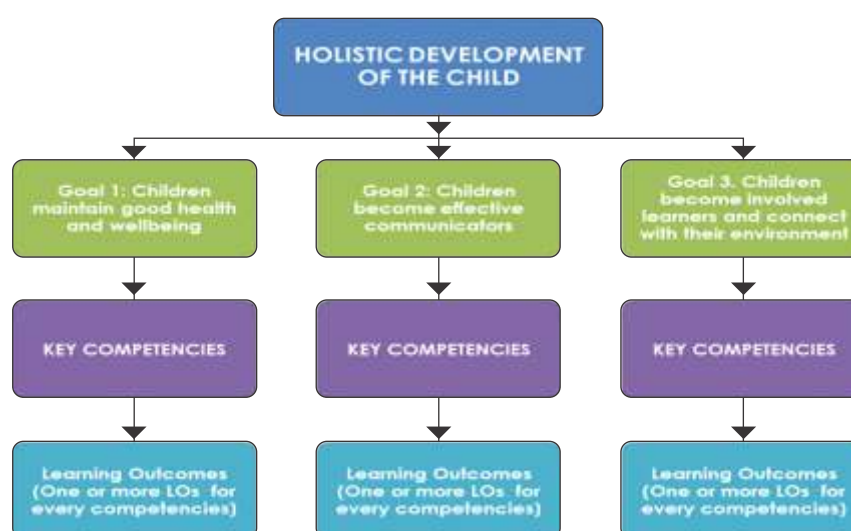 HOLISTIC DEVELOPMENT
OF THE CHILD
Goal 1: Children
maintain good health
and wellbeing
Goal 2: Children
become effective
communicators
Goal 3. Children
become involved
learners and connect
with their environment
KEY COMPETENCIES
KEY COMPETENCIES
KEY COMPETENCIES
Learning Outcomes
(One or more LOs for
every competencies)
Learning Outcomes
(One or more LOs for
every competencies)
Learning Outcomes
(One or more LOs for
every competencies)